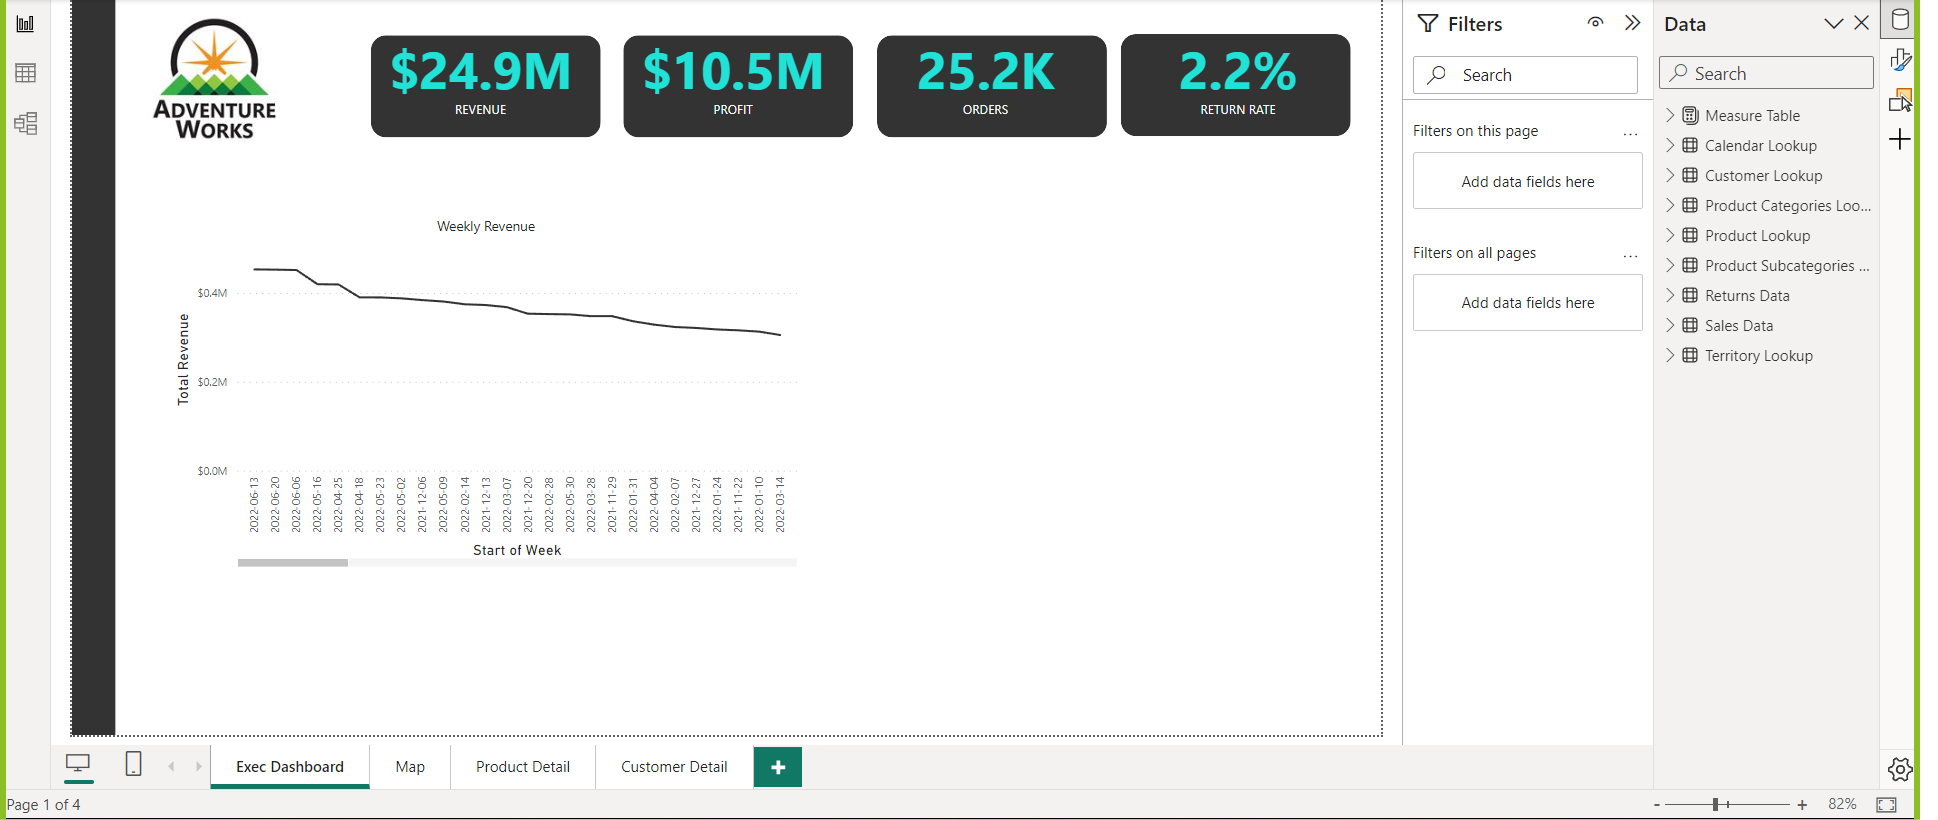 ADVENTURE
WORKS
$24.9M
REVENUE
$10.5M
PROFIT
25.2K
ORDERS
2.2%
RETURN RATE
Weekly Revenue
Total Revenue
$0.4M
$0.2M
$0.0M
2022-06-13
2022-06-20
2022-06-06
2022-05-16
2022-04-25
2022-04-18
2022-05-23
2022-05-02
2021-12-06
2022-05-09
2022-02-14
2021-12-13
2022-03-07
2021-12-20
2022-02-28
2022-05-30
2022-03-28
2021-11-29
2022-01-31
2022-04-04
2022-02-07
2021-12-27
2022-01-24
2021-11-22
2022-01-10
2022-03-14
Start of Week
Filters
Search
Filters on this page
...
Add data fields here
Filters on all pages
...
Add data fields here
Data
Search
Measure Table
Calendar Lookup
Customer Lookup
Product Categories Loo...
Product Lookup
Product Subcategories ...
Returns Data
Sales Data
Territory Lookup
Exec Dashboard
Map
Product Detail
Customer Detail
+
Page 1 of 4
- + 82%